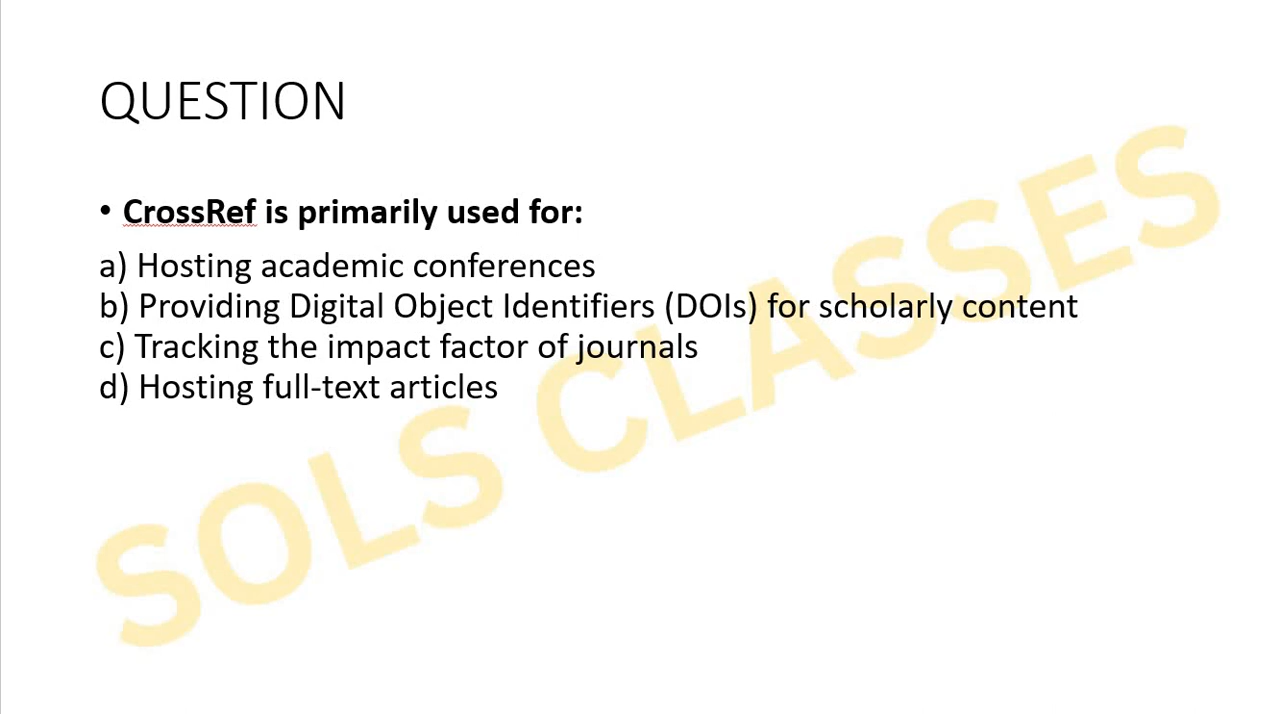 QUESTION
• CrossRef is primarily used for:
a) Hosting academic conferences
b) Providing Digital Object Identifiers (DOIs) for scholarly content
c) Tracking the impact factor of journals
d) Hosting full-text articles
SOLS CLASSES